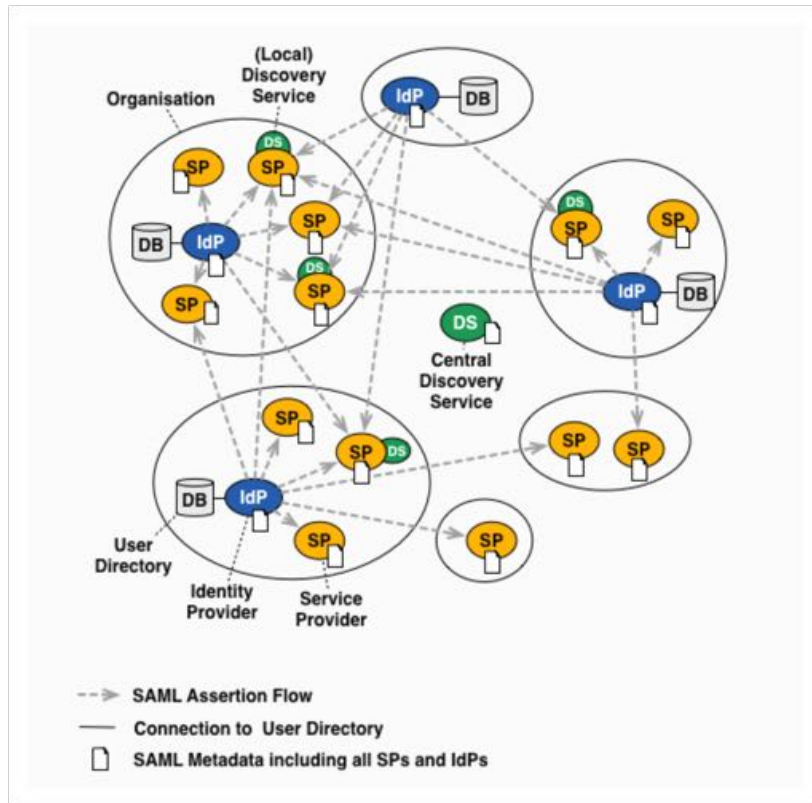 (Local)
Discovery
Service
Organisation
IdP
DB
DS
SP
SP
SP
DB
IdP
DS
SP
SP
DS
SP
SP
IdP
DB
DS
Central
Discovery
Service
SP
SP
DS
SP
SP
DB
IdP
SP
SP
User
Directory
Identity
Provider
Service
Provider
SAML Assertion Flow
Connection to User Directory
SAML Metadata including all SPs and IdPs